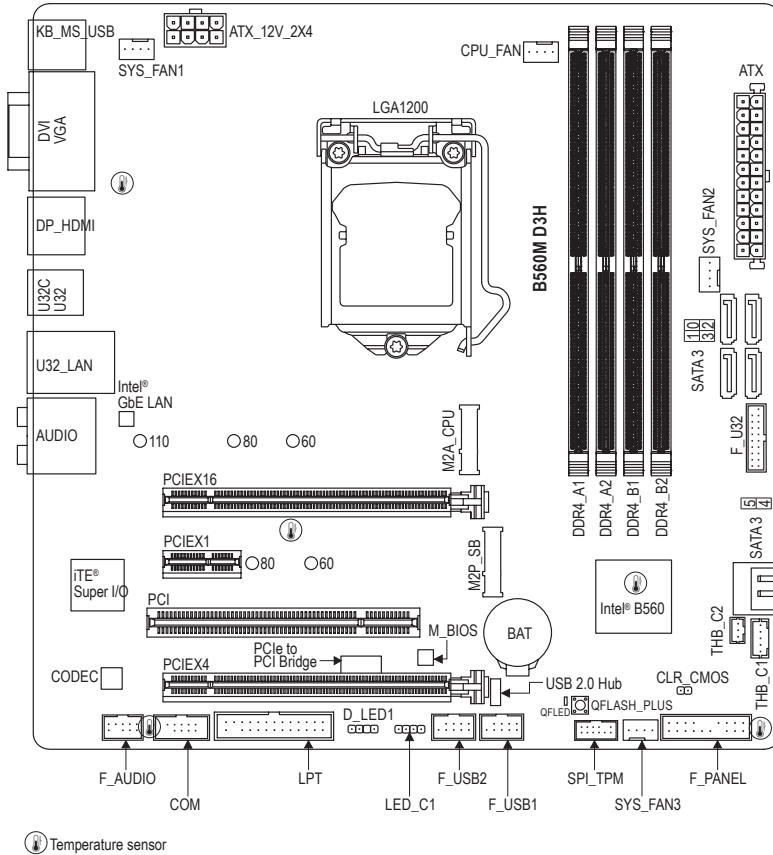 KB_MS_USB
SYS_FAN1
ATX_12V_2X4
CPU_FAN
ATX
LGA1200
DVI
VGA
DP_HDMI
U32C
U32
U32_LAN
AUDIO
Intel®
GbE LAN
110
80
60
B560M D3H
SYS_FAN2
1 0
3 2
SATA3
F_U32
M2A_CPU
DDR4_A1
DDR4_A2
DDR4_B1
DDR4_B2
PCIEX16
PCIEX1
80
60
M2P_SB
5
4
SATA3
iTE®
Super I/O
Intel® B560
PCI
M_BIOS
BAT
THB_C2
THB_C1
PCIe to
PCI Bridge
CODEC
PCIEX4
USB 2.0 Hub
CLR_CMOS
QFLED
QFLASH_PLUS
D_LED1
F_AUDIO
COM
LPT
LED_C1
F_USB2
F_USB1
SPI_TPM
SYS_FAN3
F_PANEL
Temperature sensor